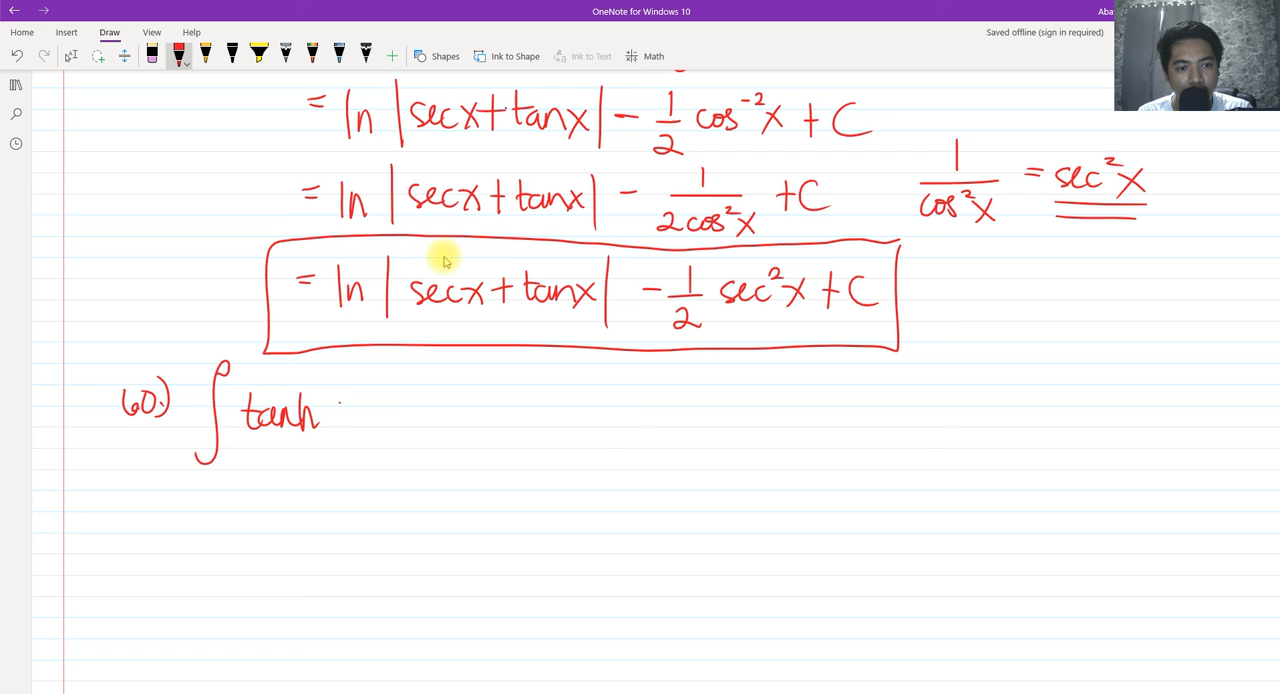 OneNote for Windows 10
Aba
Home Insert Draw View Help
Saved offline (sign in required)
Shapes Ink to Shape Ink to Text Math
= ln |secx+tanx| - 1/2 cos⁻²x + C
= ln |secx+tanx| - 1/(2cos²x) + C
1/cos²x = sec²x
= ln |secx+tanx| - 1/2 sec²x + C
60.) ∫ tanh